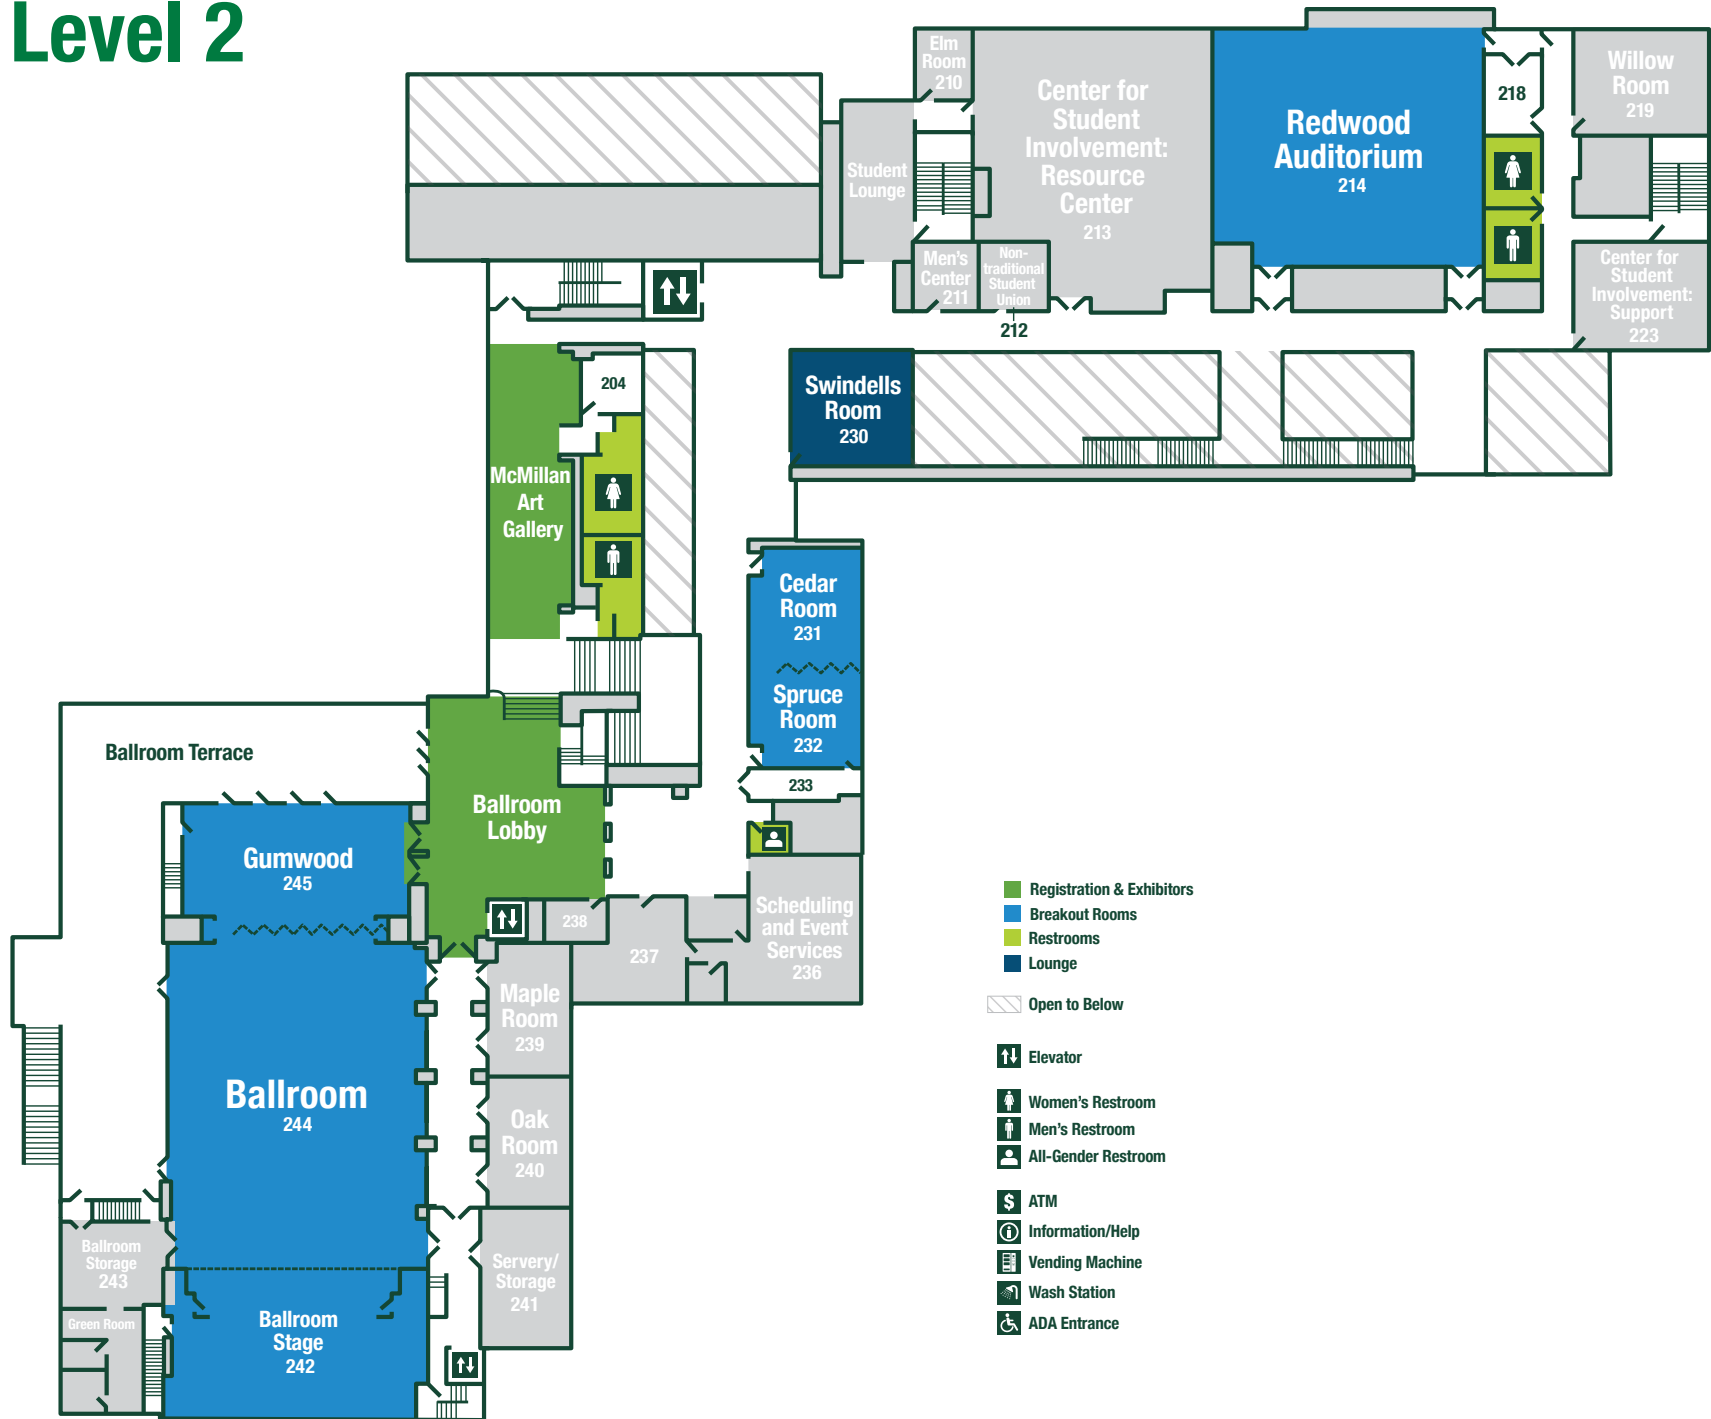 Level 2
Elm
Room
210
Center for
Student
Involvement:
Resource
Center
213
Redwood
Auditorium
214
218
Willow
Room
219
Student
Lounge
Men's
Center
211
Non-
traditional
Student
Union
212
Center for
Student
Involvement:
Support
223
204
Swindells
Room
230
McMillan
Art
Gallery
Cedar
Room
231
Spruce
Room
232
233
Ballroom Terrace
Ballroom
Lobby
Gumwood
245
238
237
Scheduling
and Event
Services
236
Maple
Room
239
Ballroom
244
Oak
Room
240
Ballroom
Storage
243
Servery/
Storage
241
Green Room
Ballroom
Stage
242
Registration & Exhibitors
Breakout Rooms
Restrooms
Lounge
Open to Below
Elevator
Women's Restroom
Men's Restroom
All-Gender Restroom
$ ATM
Information/Help
Vending Machine
Wash Station
ADA Entrance